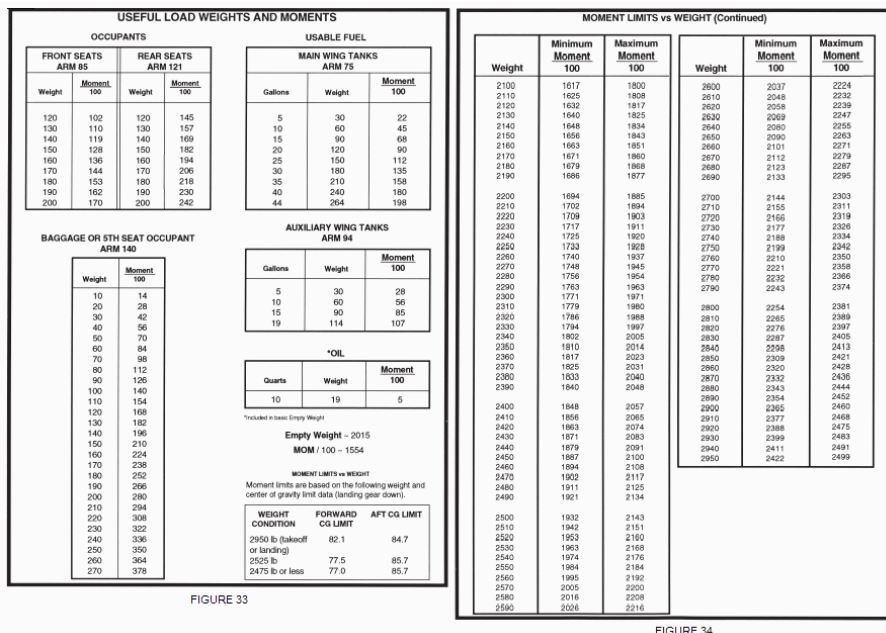 USEFUL LOAD WEIGHTS AND MOMENTS
OCCUPANTS
FRONT SEATS
ARM 85
REAR SEATS
ARM 121
Weight Moment 100 Weight Moment 100
120 102 120 145
130 110 130 157
140 119 140 169
150 128 150 182
160 136 160 194
170 144 170 206
180 153 180 218
190 162 190 230
200 170 200 242
BAGGAGE OR 5TH SEAT OCCUPANT
ARM 140
Weight Moment 100
10 14
20 28
30 42
40 56
50 70
60 84
70 98
80 112
90 126
100 140
110 154
120 168
130 182
140 196
150 210
160 224
170 238
180 252
190 266
200 280
210 294
220 308
230 322
240 336
250 350
260 364
270 378
USABLE FUEL
MAIN WING TANKS
ARM 75
Gallons Weight Moment 100
5 30 22
10 60 45
15 90 68
20 120 90
25 150 112
30 180 135
35 210 158
40 240 180
44 264 198
AUXILIARY WING TANKS
ARM 94
Gallons Weight Moment 100
5 30 28
10 60 56
15 90 85
19 114 107
*OIL
Quarts Weight Moment 100
10 19 5
*Included in basic Empty Weight
Empty Weight ~ 2015
MOM / 100 ~ 1554
MOMENT LIMITS vs WEIGHT
Moment limits are based on the following weight and
center of gravity limit data (landing gear down).
WEIGHT CONDITION FORWARD CG LIMIT AFT CG LIMIT
2950 lb (takeoff or landing) 82.1 84.7
2525 lb 77.5 85.7
2475 lb or less 77.0 85.7
FIGURE 33
MOMENT LIMITS vs WEIGHT (Continued)
Weight Minimum Moment 100 Maximum Moment 100
2100 1617 1800
2110 1625 1808
2120 1632 1817
2130 1640 1825
2140 1648 1834
2150 1656 1843
2160 1663 1851
2170 1671 1860
2180 1679 1868
2190 1686 1877
2200 1694 1885
2210 1702 1894
2220 1709 1903
2230 1717 1911
2240 1725 1920
2250 1733 1928
2260 1740 1937
2270 1748 1945
2280 1756 1954
2290 1763 1963
2300 1771 1971
2310 1779 1980
2320 1786 1988
2330 1794 1997
2340 1802 2005
2350 1810 2014
2360 1817 2023
2370 1825 2031
2380 1833 2040
2390 1840 2048
2400 1848 2057
2410 1856 2065
2420 1863 2074
2430 1871 2083
2440 1879 2091
2450 1887 2100
2460 1894 2108
2470 1902 2117
2480 1911 2125
2490 1921 2134
2500 1932 2143
2510 1942 2151
2520 1953 2160
2530 1963 2168
2540 1974 2176
2550 1984 2184
2560 1995 2192
2570 2005 2200
2580 2016 2208
2590 2026 2216
Weight Minimum Moment 100 Maximum Moment 100
2600 2037 2224
2610 2048 2232
2620 2058 2239
2630 2069 2247
2640 2080 2255
2650 2090 2263
2660 2101 2271
2670 2112 2279
2680 2123 2287
2690 2133 2295
2700 2144 2303
2710 2155 2311
2720 2166 2319
2730 2177 2326
2740 2188 2334
2750 2199 2342
2760 2210 2350
2770 2221 2358
2780 2232 2366
2790 2243 2374
2800 2254 2381
2810 2265 2389
2820 2276 2397
2830 2287 2405
2840 2298 2413
2850 2309 2421
2860 2320 2428
2870 2332 2436
2880 2343 2444
2890 2354 2452
2900 2365 2460
2910 2377 2468
2920 2388 2475
2930 2399 2483
2940 2411 2491
2950 2422 2499
FIGURE 34